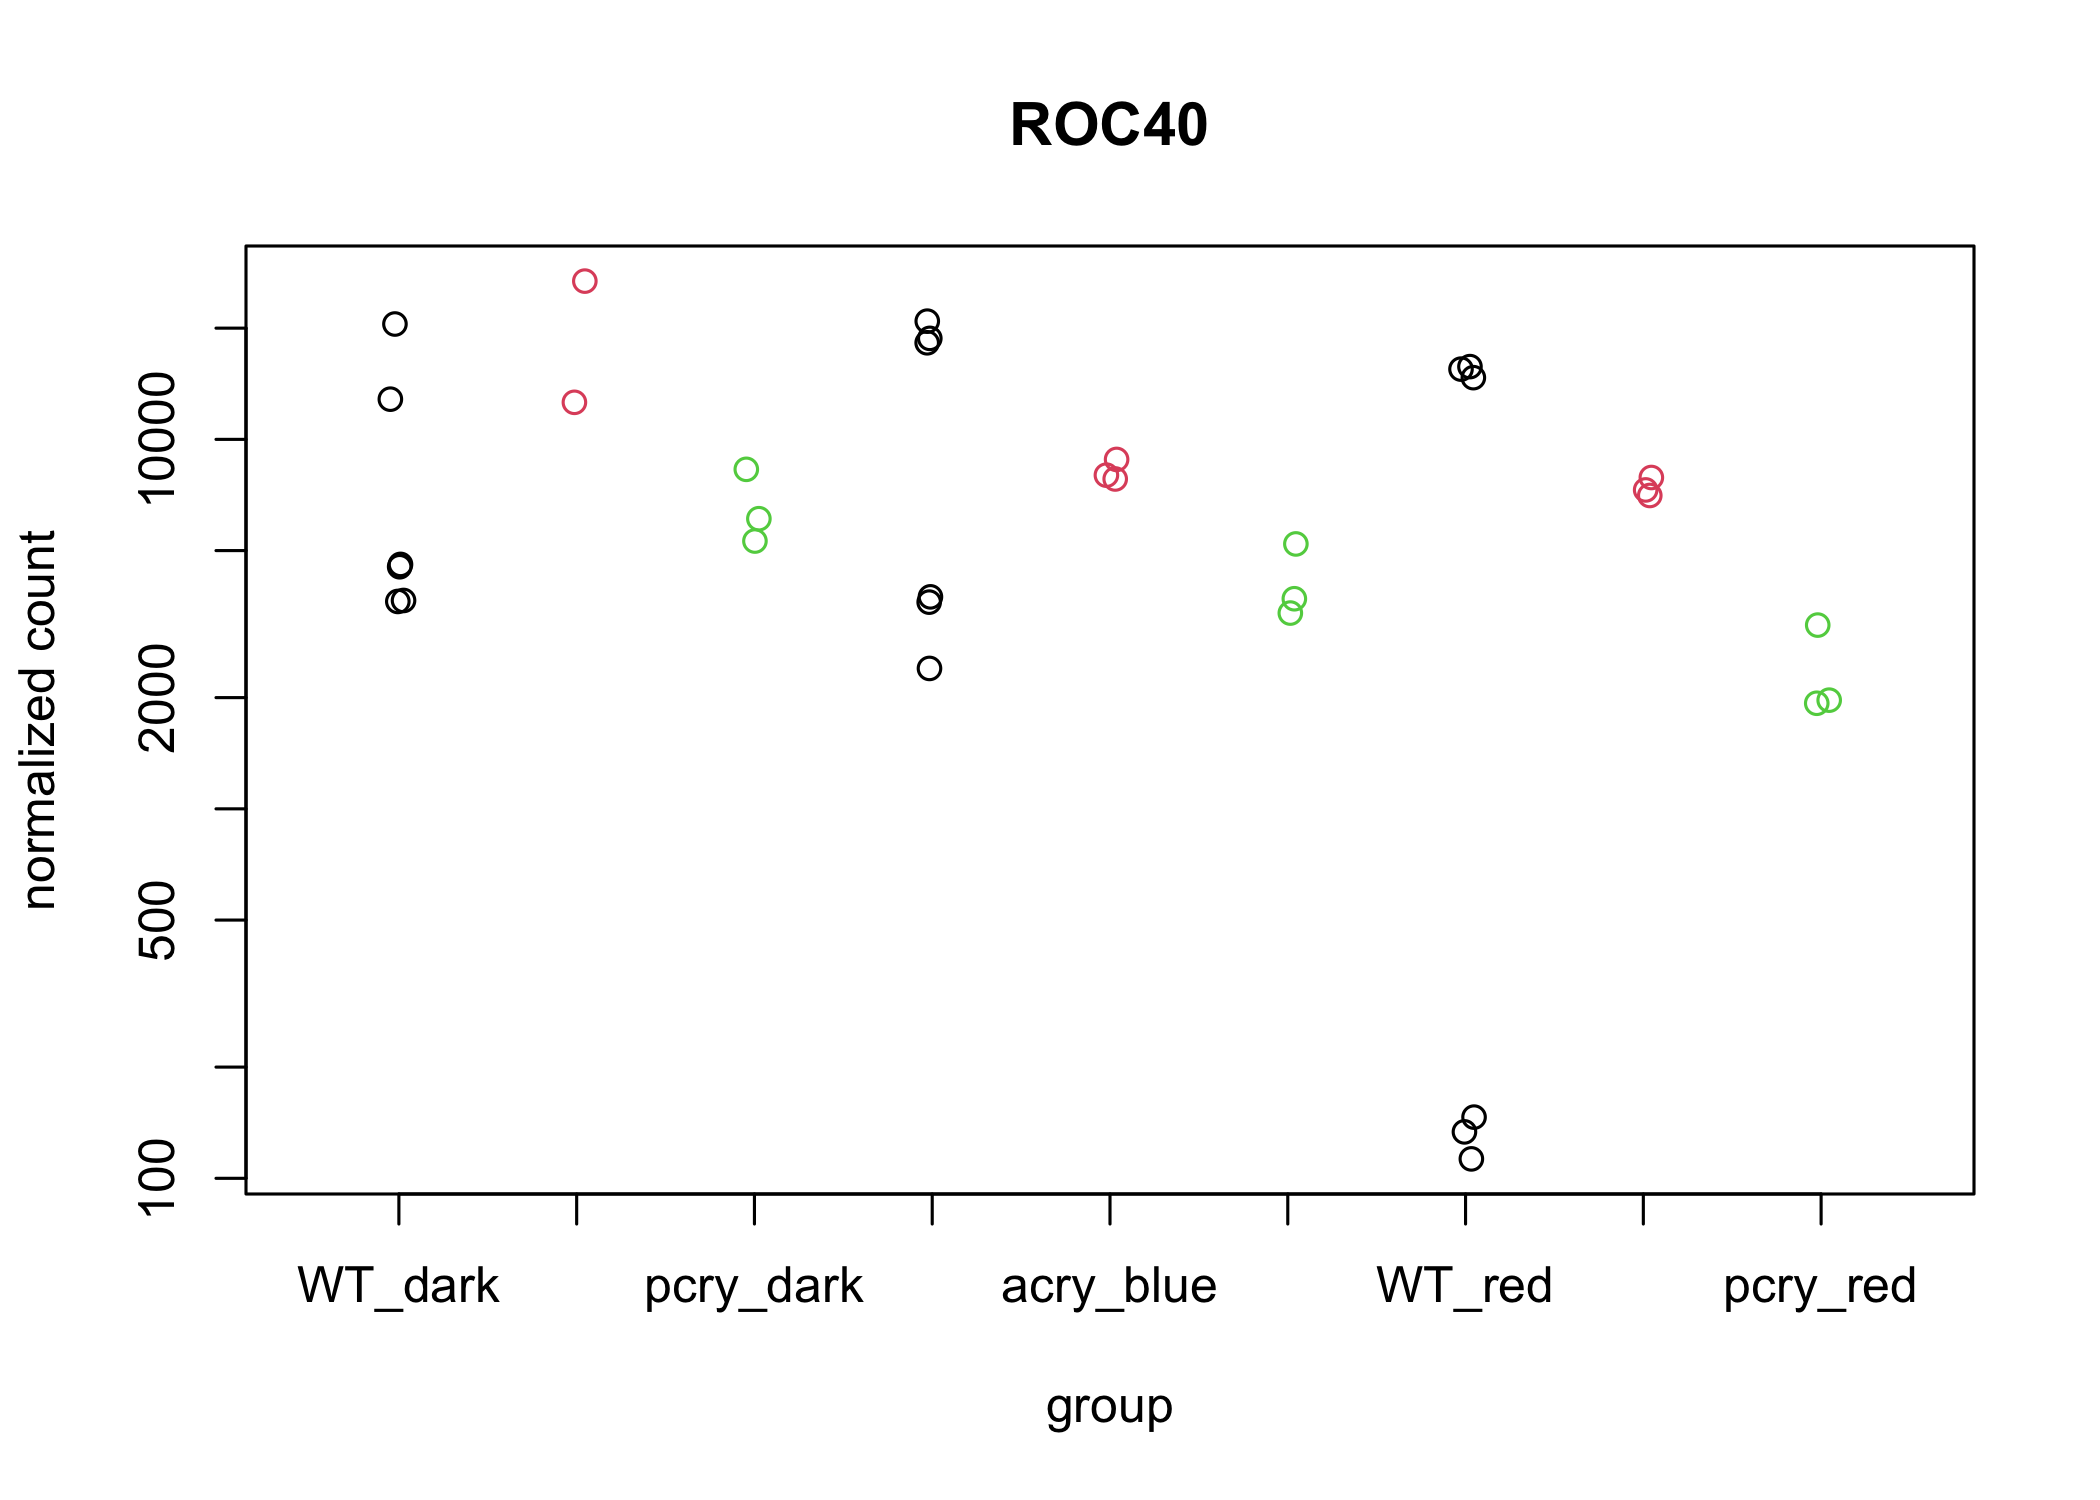 ROC40
normalized count
10000
2000
500
100
WT_dark
pcry_dark
acry_blue
WT_red
pcry_red
group